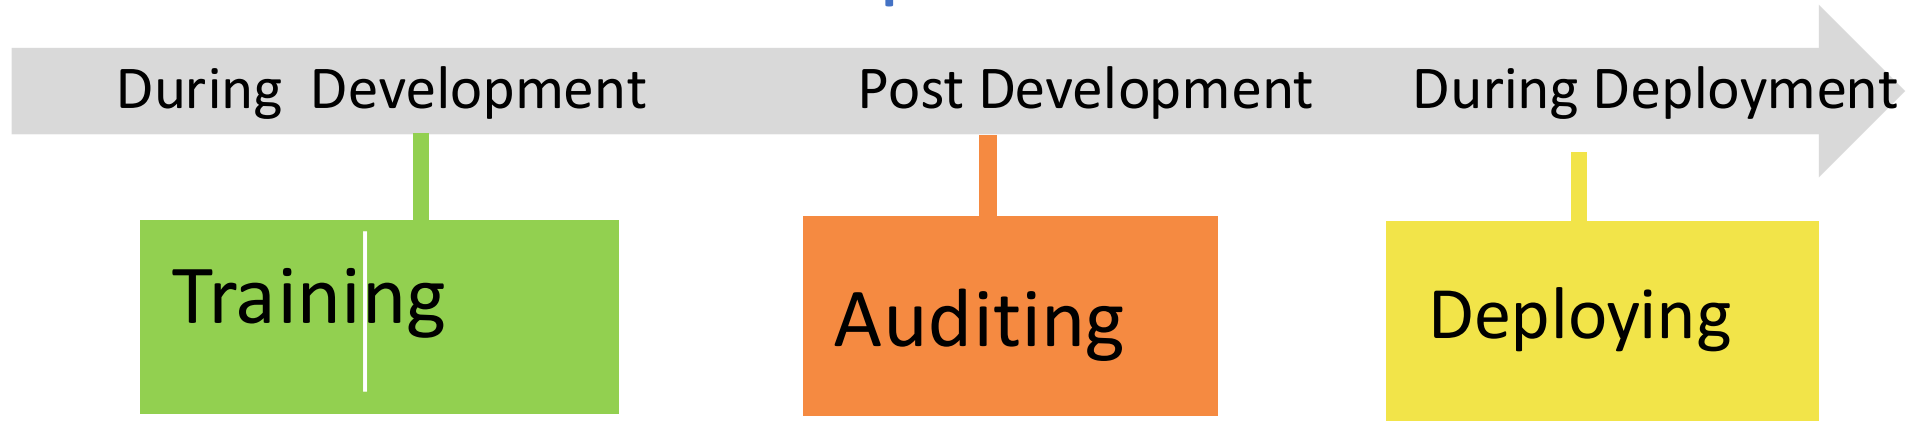 During  Development
Post Development
During Deployment
Training
Auditing
Deploying